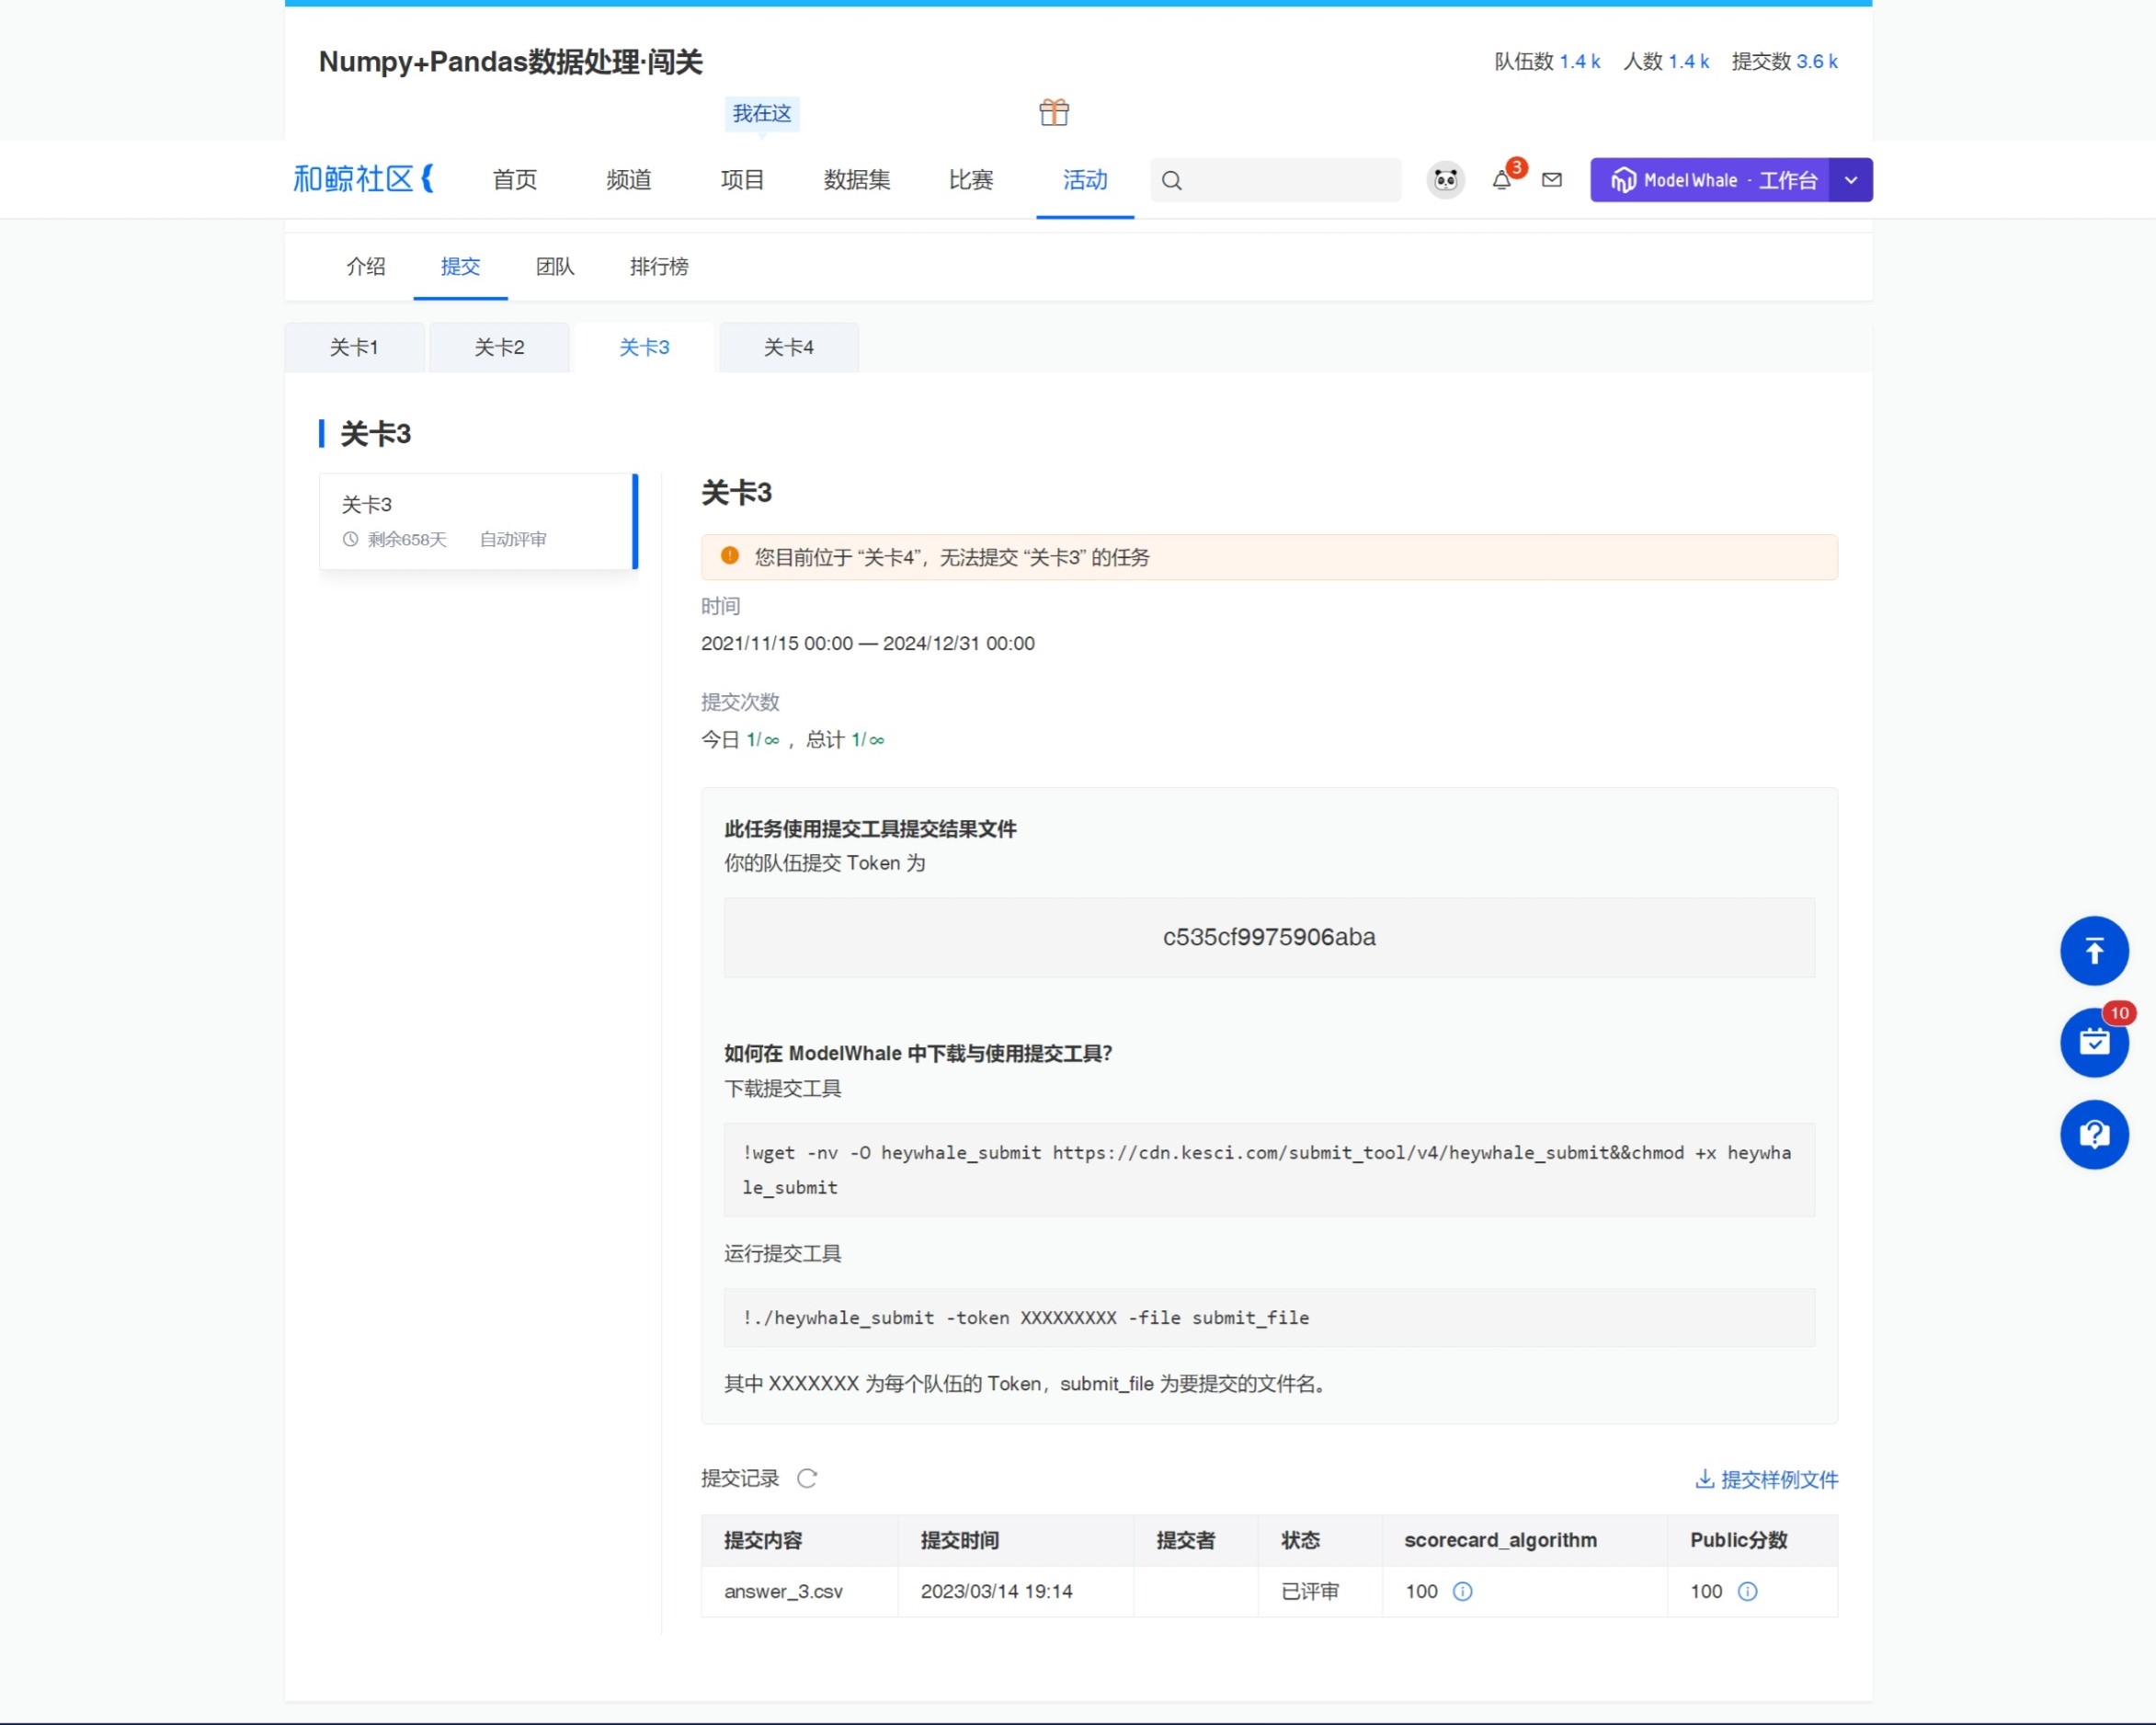 Numpy+Pandas数据处理·闯关
队伍数 1.4 k 人数 1.4 k 提交数 3.6 k
我在这
和鲸社区 首页 频道 项目 数据集 比赛 活动 3 ModelWhale · 工作台
介绍 提交 团队 排行榜
关卡1 关卡2 关卡3 关卡4
关卡3
关卡3
剩余658天 自动评审
关卡3
您目前位于 “关卡4”，无法提交 “关卡3” 的任务
时间
2021/11/15 00:00 — 2024/12/31 00:00
提交次数
今日 1/∞ ，总计 1/∞
此任务使用提交工具提交结果文件
你的队伍提交 Token 为
c535cf9975906aba
如何在 ModelWhale 中下载与使用提交工具?
下载提交工具
!wget -nv -O heywhale_submit https://cdn.kesci.com/submit_tool/v4/heywhale_submit&&chmod +x heywha
le_submit
运行提交工具
!./heywhale_submit -token XXXXXXXXX -file submit_file
其中 XXXXXXX 为每个队伍的 Token，submit_file 为要提交的文件名。
10
提交记录 提交样例文件
提交内容 提交时间 提交者 状态 scorecard_algorithm Public分数
answer_3.csv 2023/03/14 19:14 已评审 100 100